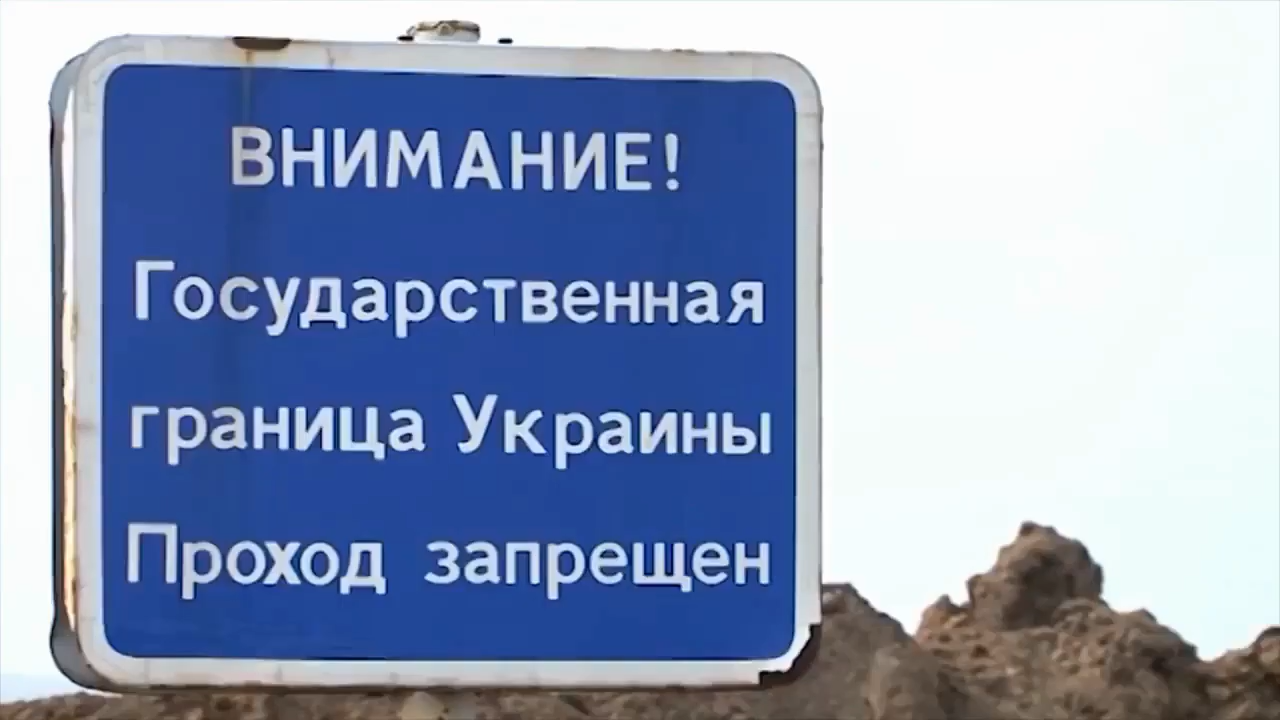 ВНИМАНИЕ!
Государственная
граница Украины
Проход запрещен